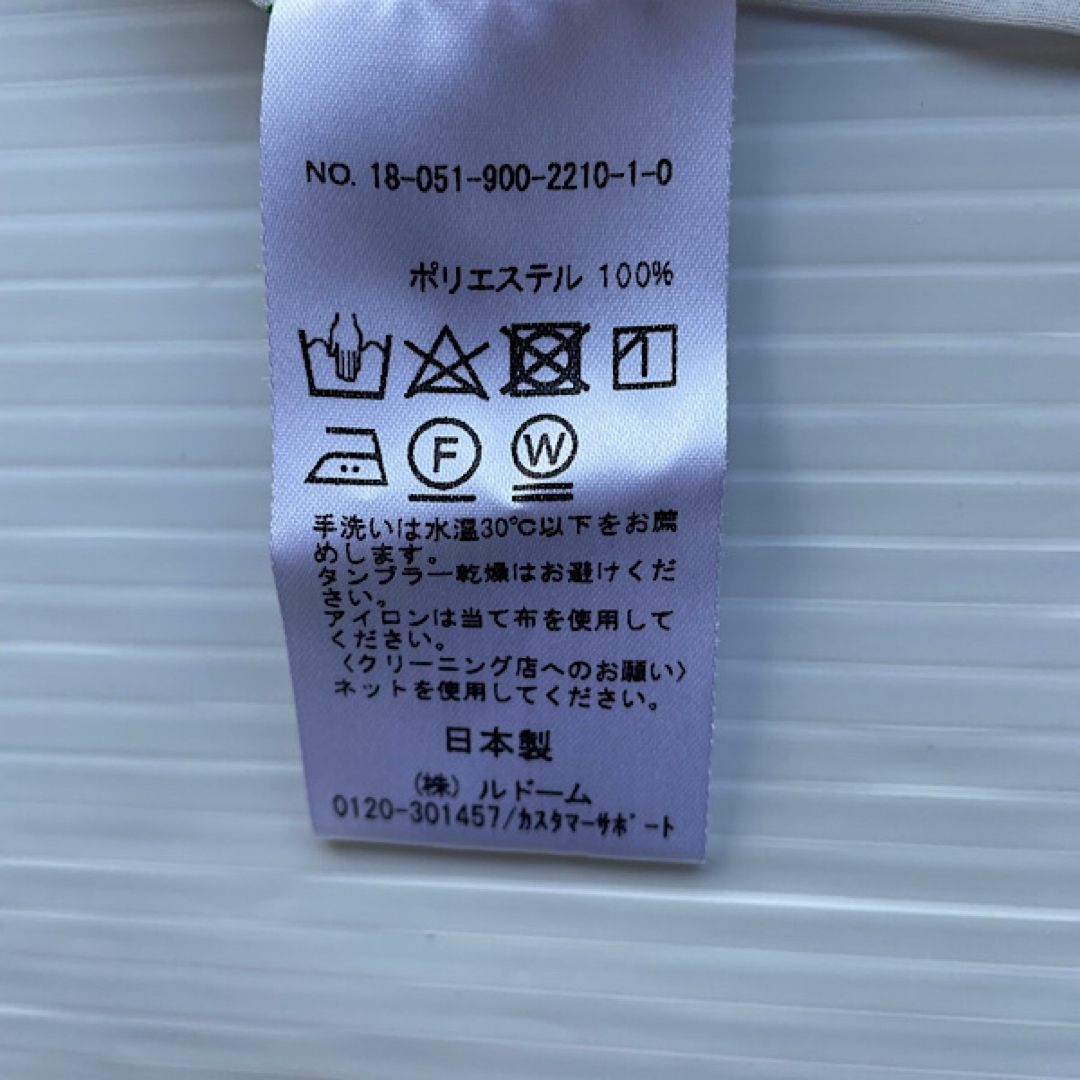 NO. 18-051-900-2210-1-0
ポリエステル 100%
F W
手洗いは水温30℃以下をお薦
めします。
タンブラー乾燥はお避けくだ
さい。
アイロンは当て布を使用して
ください。
〈クリーニング店へのお願い〉
ネットを使用してください。
日本製
(株) ルドーム
0120-301457/カスタマーサポート